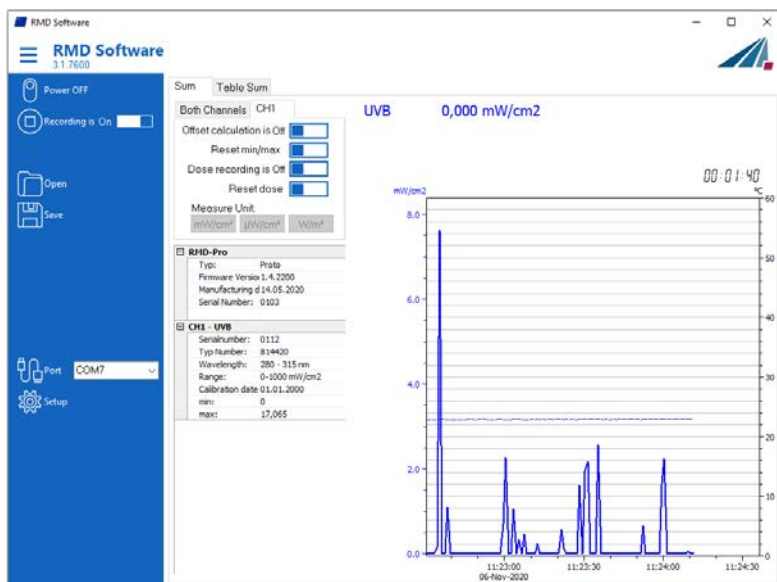 RMD Software
RMD Software
3.1.7600
Power OFF
Recording is On
Open
Save
Port COM7
Setup
Sum Table Sum
Both Channels CH1
Offset calculation is Off
Reset min/max
Dose recording is Off
Reset dose
Measure Unit:
mW/cm² µW/cm² W/m²
RMD-Pro
Typ: Proto
Firmware Versio 1.4.2200
Manufacturing d 14.05.2020
Serial Number: 0103
CH1 - UVB
Serialnumber: 0112
Typ Number: 814420
Wavelength: 280 - 315 nm
Range: 0-1000 mW/cm2
Calibration date 01.01.2000
min: 0
max: 17,065
UVB 0,000 mW/cm2
00:01:40
mW/cm2 °C
8.0
6.0
4.0
2.0
0.0
60
50
40
30
20
10
0
11:23:00 11:23:30 11:24:00 11:24:30
06-Nov-2020